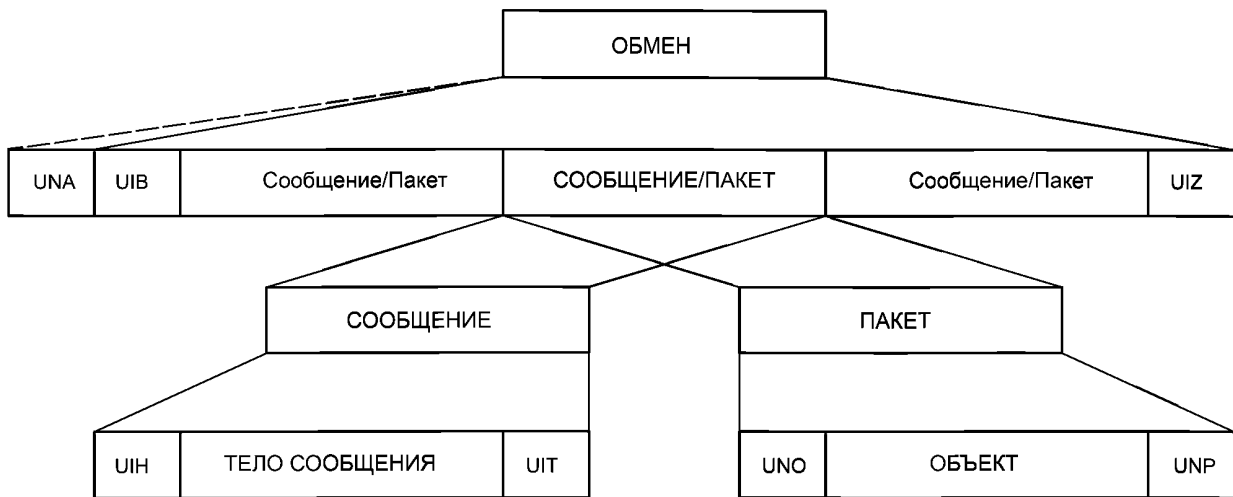 ОБМЕН
UNA UIB Сообщение/Пакет СООБЩЕНИЕ/ПАКЕТ Сообщение/Пакет UIZ
СООБЩЕНИЕ ПАКЕТ
UIH ТЕЛО СООБЩЕНИЯ UIT UNO ОБЪЕКТ UNP